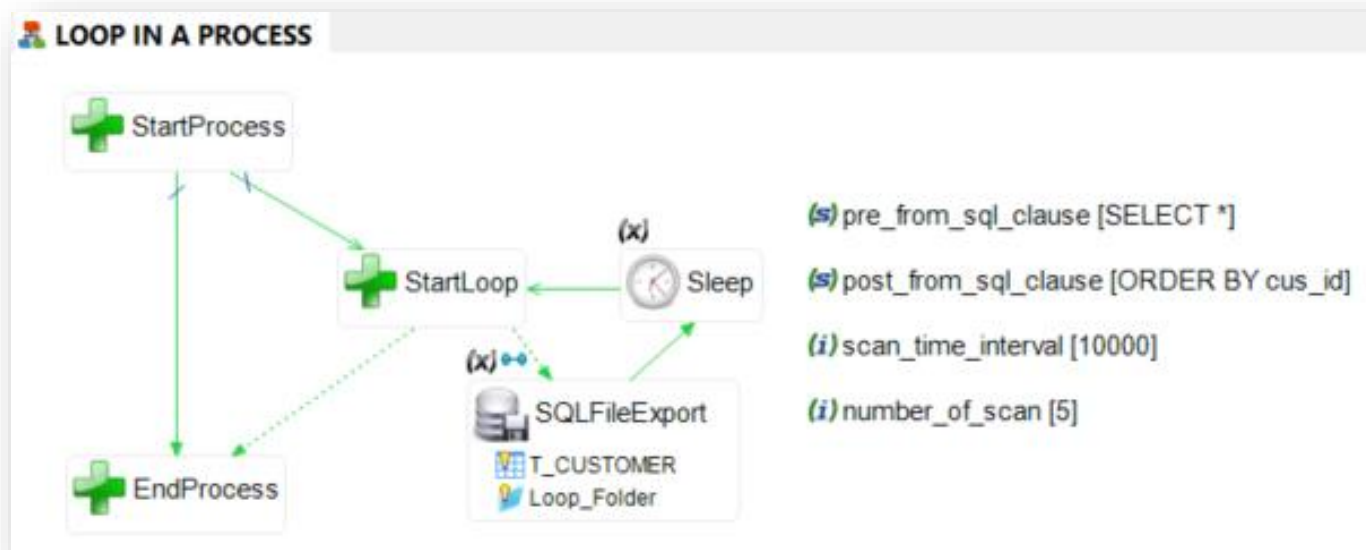 LOOP IN A PROCESS
StartProcess
(x)
(s) pre_from_sql_clause [SELECT *]
StartLoop
Sleep
(s) post_from_sql_clause [ORDER BY cus_id]
(i) scan_time_interval [10000]
(x)
SQLFileExport
(i) number_of_scan [5]
T_CUSTOMER
EndProcess
Loop_Folder